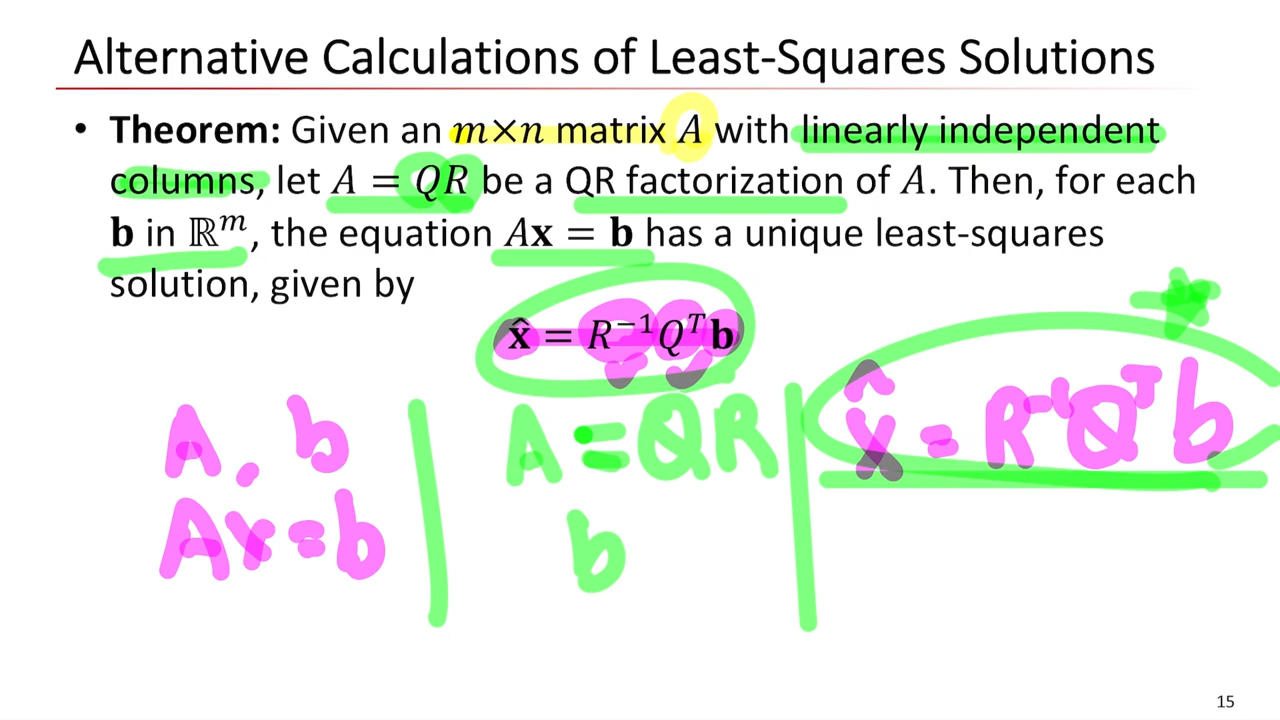 Alternative Calculations of Least-Squares Solutions
• Theorem: Given an m×n matrix A with linearly independent
columns, let A = QR be a QR factorization of A. Then, for each
b in ℝᵐ, the equation Ax = b has a unique least-squares
solution, given by
x̂ = R⁻¹Qᵀb
A, b
Ax=b
A=QR
b
x̂ = R⁻¹Qᵀb
15